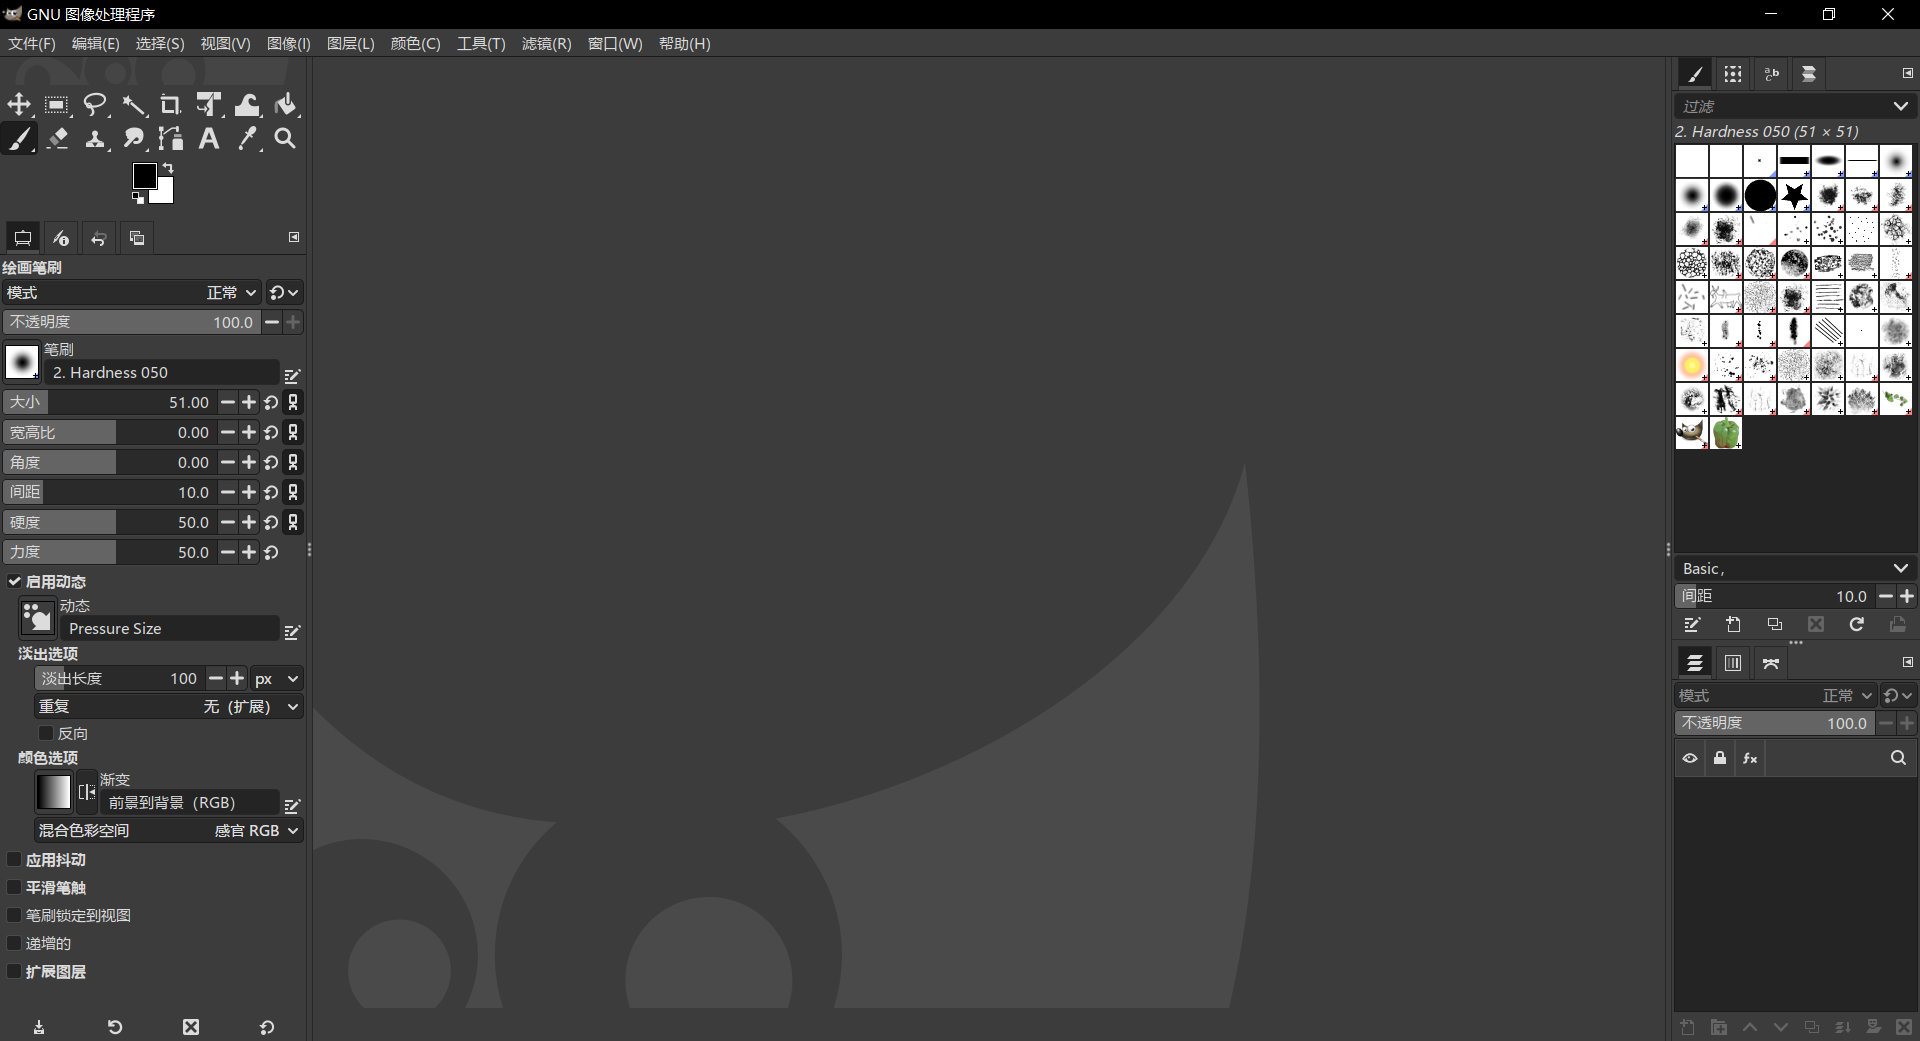 GNU 图像处理程序
文件(F) 编辑(E) 选择(S) 视图(V) 图像(I) 图层(L) 颜色(C) 工具(T) 滤镜(R) 窗口(W) 帮助(H)
绘画笔刷
模式 正常
不透明度 100.0
笔刷
2. Hardness 050
大小 51.00
宽高比 0.00
角度 0.00
间距 10.0
硬度 50.0
力度 50.0
启用动态
动态
Pressure Size
淡出选项
淡出长度 100 px
重复 无（扩展）
反向
颜色选项
渐变
前景到背景（RGB）
混合色彩空间 感官 RGB
应用抖动
平滑笔触
笔刷锁定到视图
递增的
扩展图层
过滤
2. Hardness 050 (51 × 51)
Basic,
间距 10.0
模式 正常
不透明度 100.0